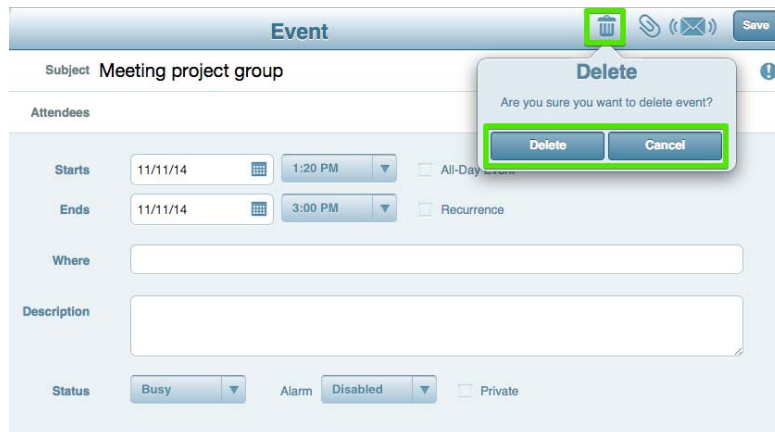 Event
Save
Subject Meeting project group
Delete
Are you sure you want to delete event?
Delete Cancel
Attendees
Starts 11/11/14 1:20 PM All-Day Event
Ends 11/11/14 3:00 PM Recurrence
Where
Description
Status Busy Alarm Disabled Private